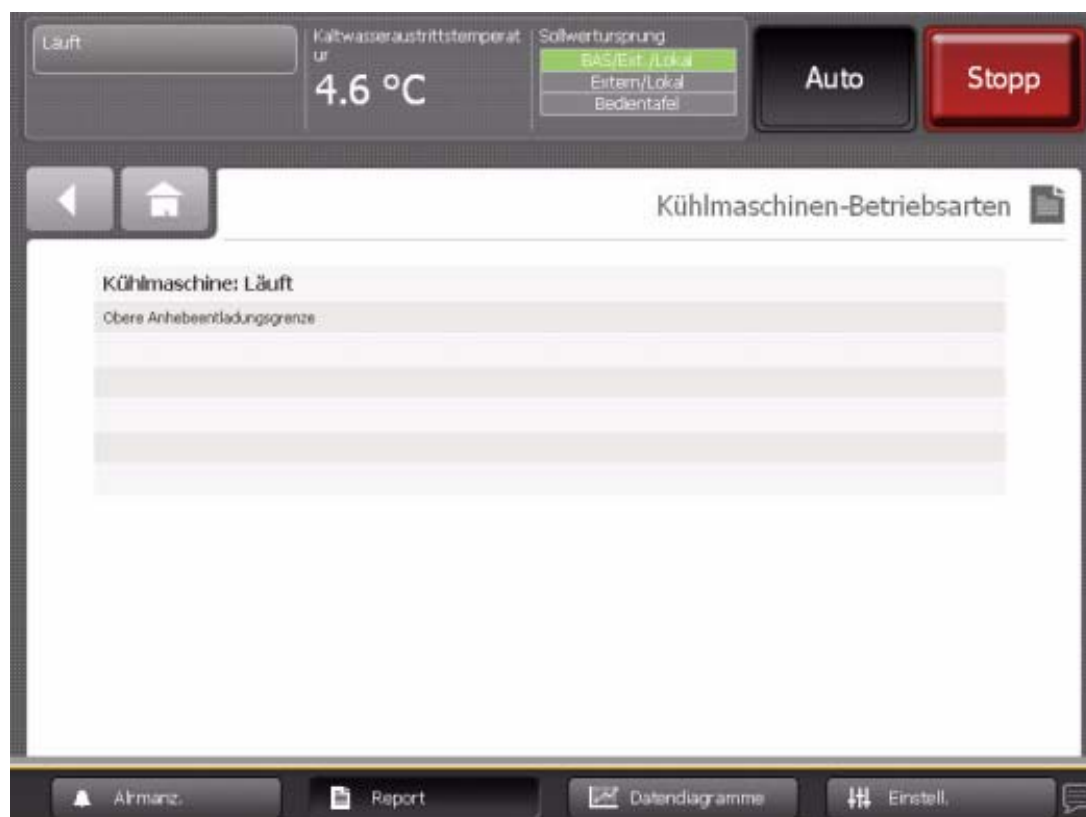 Läuft
Kaltwasseraustrittstemperat
ur
4.6 °C
Sollwertursprung
BAS/Ext./Lokal
Extern/Lokal
Bedientafel
Auto
Stopp
Kühlmaschinen-Betriebsarten
Kühlmaschine: Läuft
Obere Anhebeentladungsgrenze
Alrmanz.
Report
Datendiagramme
Einstell.